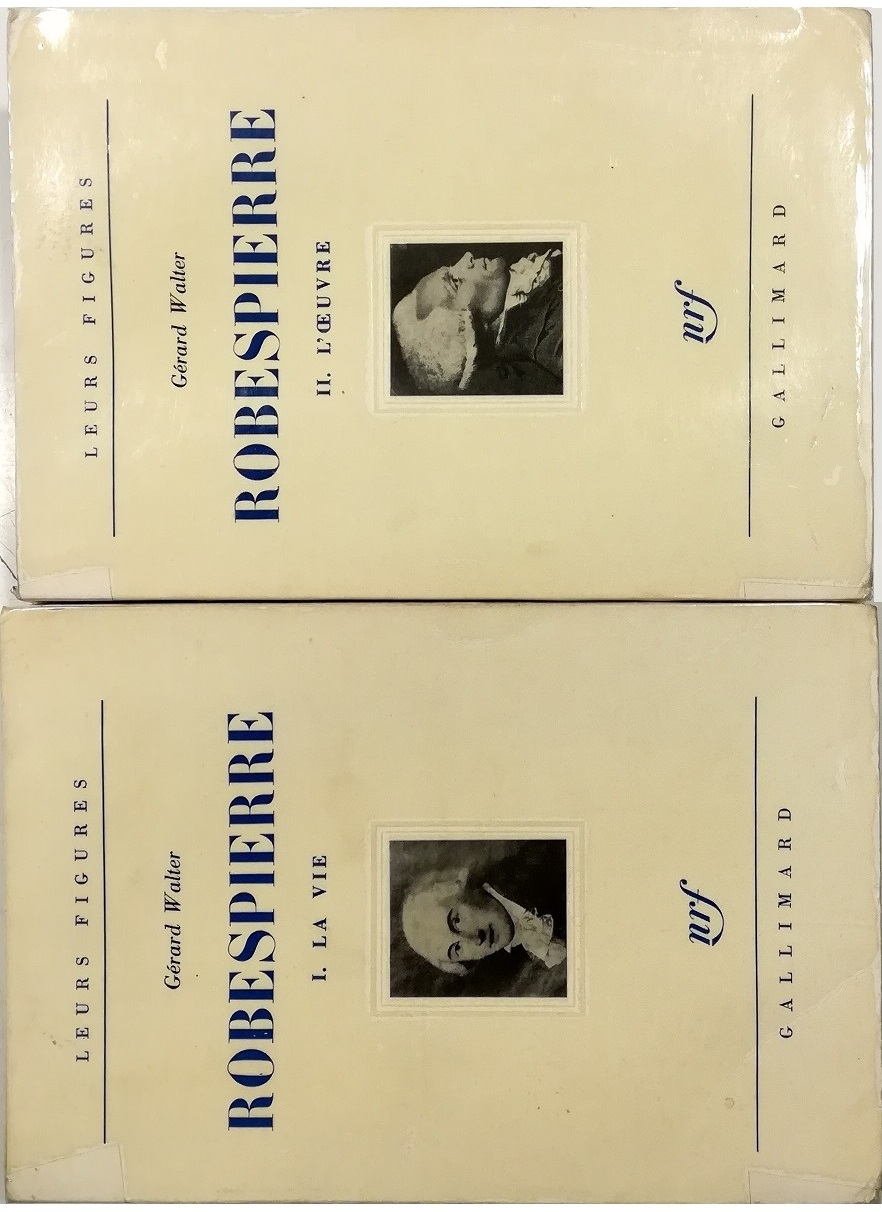 LEURS FIGURES
Gérard Walter
ROBESPIERRE
I. LA VIE
nrf
GALLIMARD
LEURS FIGURES
Gérard Walter
ROBESPIERRE
II. L'ŒUVRE
nrf
GALLIMARD